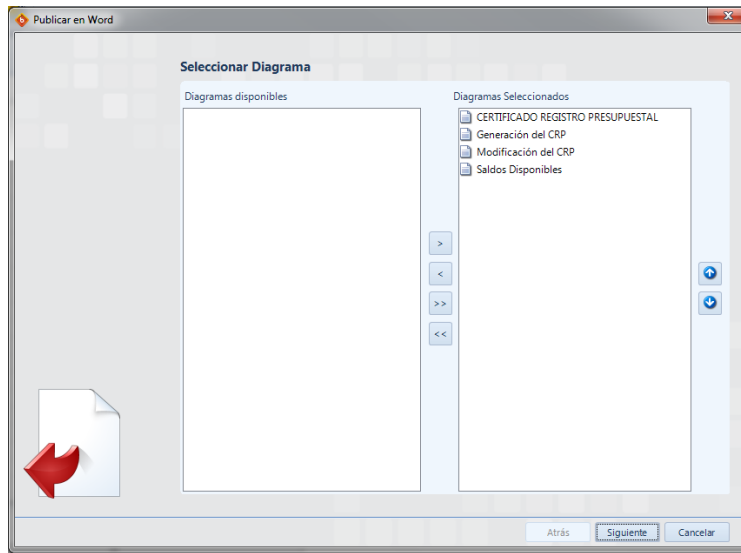 Publicar en Word
Seleccionar Diagrama
Diagramas disponibles
Diagramas Seleccionados
CERTIFICADO REGISTRO PRESUPUESTAL
Generación del CRP
Modificación del CRP
Saldos Disponibles
>
<
>>
<<
Atrás
Siguiente
Cancelar